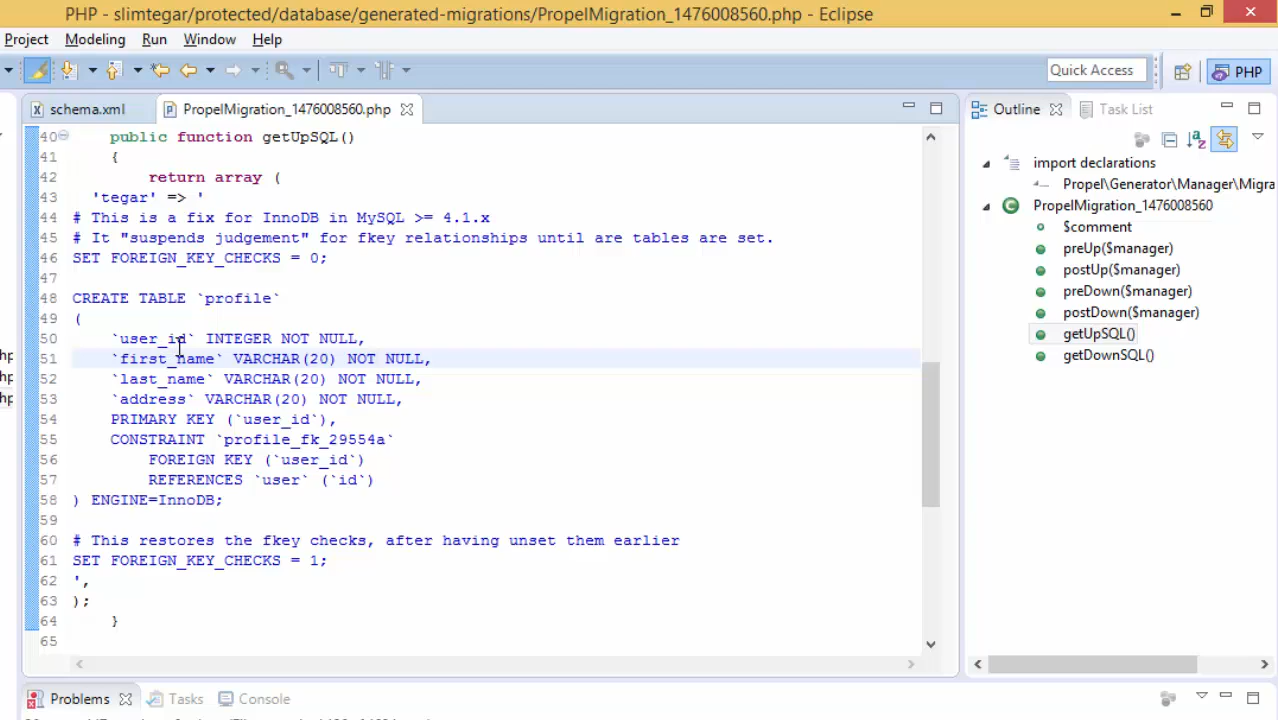 PHP - slimtegar/protected/database/generated-migrations/PropelMigration_1476008560.php - Eclipse
Project Modeling Run Window Help
Quick Access
PHP
schema.xml
PropelMigration_1476008560.php
Outline
Task List
40 public function getUpSQL()
41 {
42 return array (
43 'tegar' => '
44 # This is a fix for InnoDB in MySQL >= 4.1.x
45 # It "suspends judgement" for fkey relationships until are tables are set.
46 SET FOREIGN_KEY_CHECKS = 0;
47
48 CREATE TABLE `profile`
49 (
50 `user_id` INTEGER NOT NULL,
51 `first_name` VARCHAR(20) NOT NULL,
52 `last_name` VARCHAR(20) NOT NULL,
53 `address` VARCHAR(20) NOT NULL,
54 PRIMARY KEY (`user_id`),
55 CONSTRAINT `profile_fk_29554a`
56 FOREIGN KEY (`user_id`)
57 REFERENCES `user` (`id`)
58 ) ENGINE=InnoDB;
59
60 # This restores the fkey checks, after having unset them earlier
61 SET FOREIGN_KEY_CHECKS = 1;
62 ',
63 );
64 }
65
hp
hp
hp
import declarations
Propel\Generator\Manager\Migra
PropelMigration_1476008560
$comment
preUp($manager)
postUp($manager)
preDown($manager)
postDown($manager)
getUpSQL()
getDownSQL()
Problems
Tasks
Console